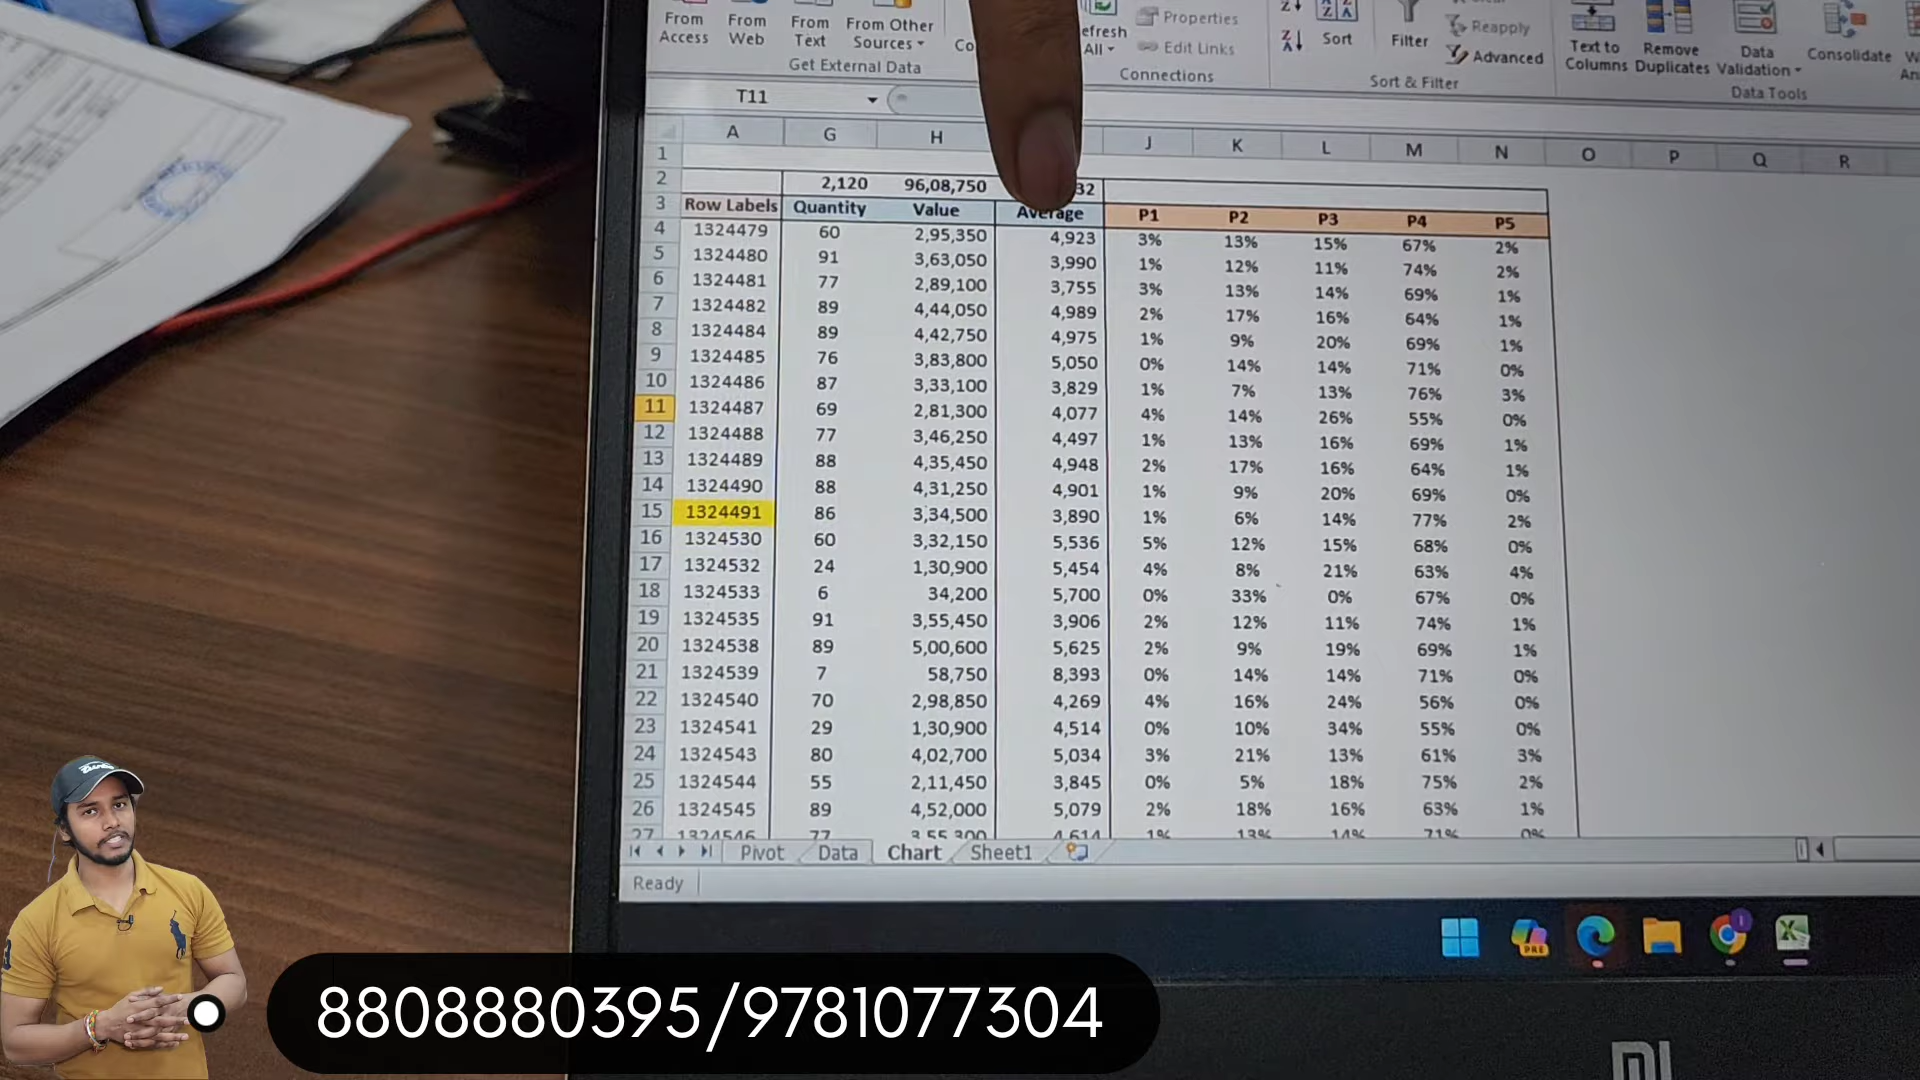 From Access
From Web
From Text
From Other Sources
Get External Data
All
Properties
Edit Links
Connections
Sort
Filter
Reapply
Advanced
Sort & Filter
Text to Columns
Remove Duplicates
Data Validation
Consolidate
Data Tools
T11
A G H J K L M N O P Q R
1
2 2,120 96,08,750 32
3 Row Labels Quantity Value Average P1 P2 P3 P4 P5
4 1324479 60 2,95,350 4,923 3% 13% 15% 67% 2%
5 1324480 91 3,63,050 3,990 1% 12% 11% 74% 2%
6 1324481 77 2,89,100 3,755 3% 13% 14% 69% 1%
7 1324482 89 4,44,050 4,989 2% 17% 16% 64% 1%
8 1324484 89 4,42,750 4,975 1% 9% 20% 69% 1%
9 1324485 76 3,83,800 5,050 0% 14% 14% 71% 0%
10 1324486 87 3,33,100 3,829 1% 7% 13% 76% 3%
11 1324487 69 2,81,300 4,077 4% 14% 26% 55% 0%
12 1324488 77 3,46,250 4,497 1% 13% 16% 69% 1%
13 1324489 88 4,35,450 4,948 2% 17% 16% 64% 1%
14 1324490 88 4,31,250 4,901 1% 9% 20% 69% 0%
15 1324491 86 3,34,500 3,890 1% 6% 14% 77% 2%
16 1324530 60 3,32,150 5,536 5% 12% 15% 68% 0%
17 1324532 24 1,30,900 5,454 4% 8% 21% 63% 4%
18 1324533 6 34,200 5,700 0% 33% 0% 67% 0%
19 1324535 91 3,55,450 3,906 2% 12% 11% 74% 1%
20 1324538 89 5,00,600 5,625 2% 9% 19% 69% 1%
21 1324539 7 58,750 8,393 0% 14% 14% 71% 0%
22 1324540 70 2,98,850 4,269 4% 16% 24% 56% 0%
23 1324541 29 1,30,900 4,514 0% 10% 34% 55% 0%
24 1324543 80 4,02,700 5,034 3% 21% 13% 61% 3%
25 1324544 55 2,11,450 3,845 0% 5% 18% 75% 2%
26 1324545 89 4,52,000 5,079 2% 18% 16% 63% 1%
27 1324546 77 3,55,300 4,614 1% 13% 14% 71% 0%
Pivot Data Chart Sheet1
Ready
8808880395/9781077304